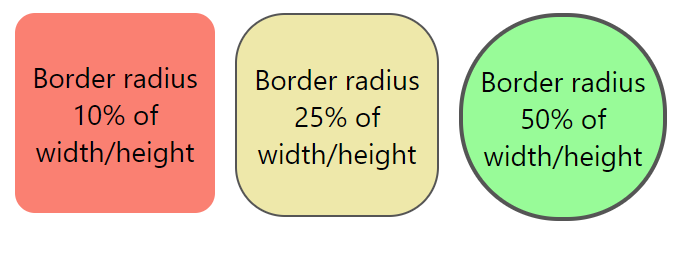 Border radius
10% of
width/height
Border radius
25% of
width/height
Border radius
50% of
width/height